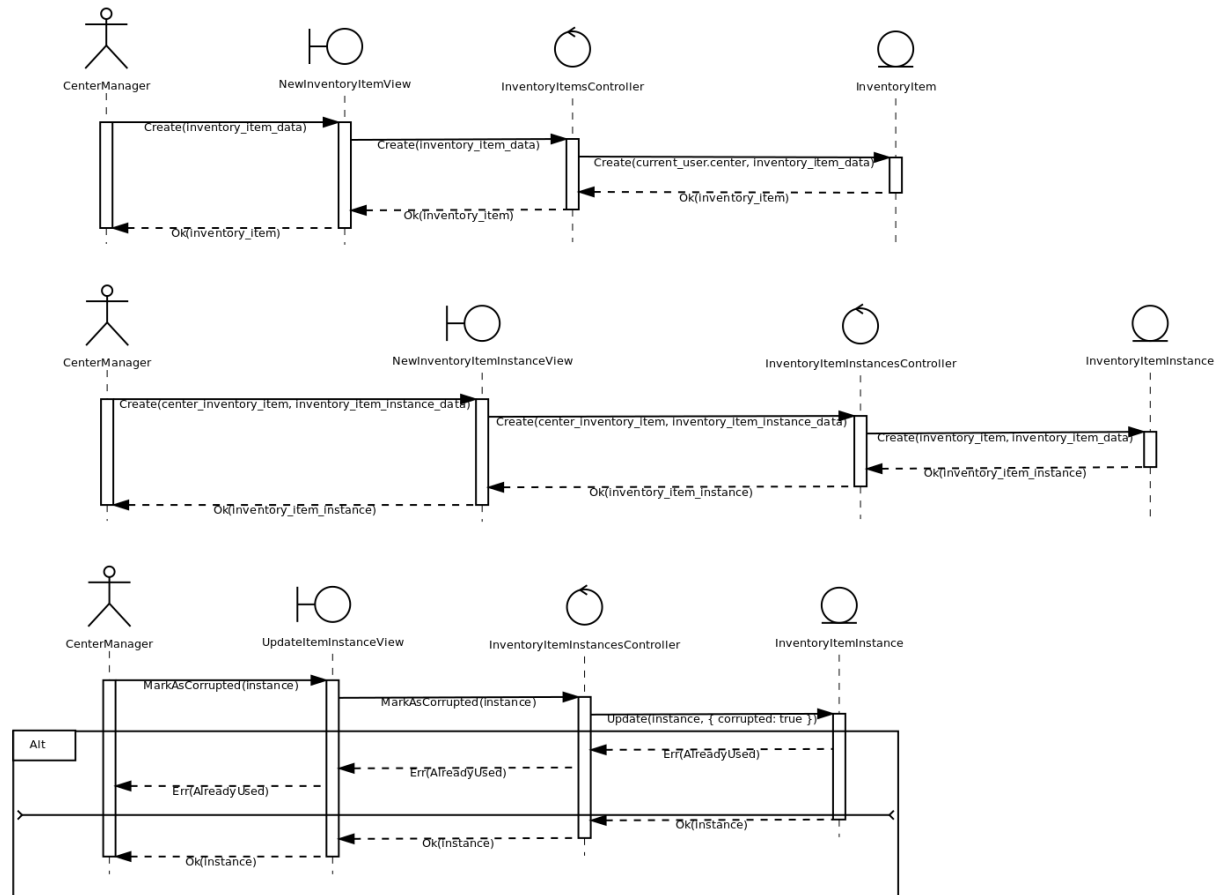 CenterManager
NewInventoryItemView
InventoryItemsController
InventoryItem
Create(inventory_item_data)
Create(inventory_item_data)
Create(current_user.center, inventory_item_data)
Ok(inventory_item)
Ok(inventory_item)
Ok(inventory_item)
CenterManager
NewInventoryItemInstanceView
InventoryItemInstancesController
InventoryItemInstance
Create(center_inventory_item, inventory_item_instance_data)
Create(center_inventory_item, inventory_item_instance_data)
Create(inventory_item, inventory_item_data)
Ok(inventory_item_instance)
Ok(inventory_item_instance)
Ok(inventory_item_instance)
CenterManager
UpdateItemInstanceView
InventoryItemInstancesController
InventoryItemInstance
MarkAsCorrupted(instance)
MarkAsCorrupted(instance)
Update(instance, { corrupted: true })
Alt
Err(AlreadyUsed)
Err(AlreadyUsed)
Err(AlreadyUsed)
Ok(instance)
Ok(instance)
Ok(instance)